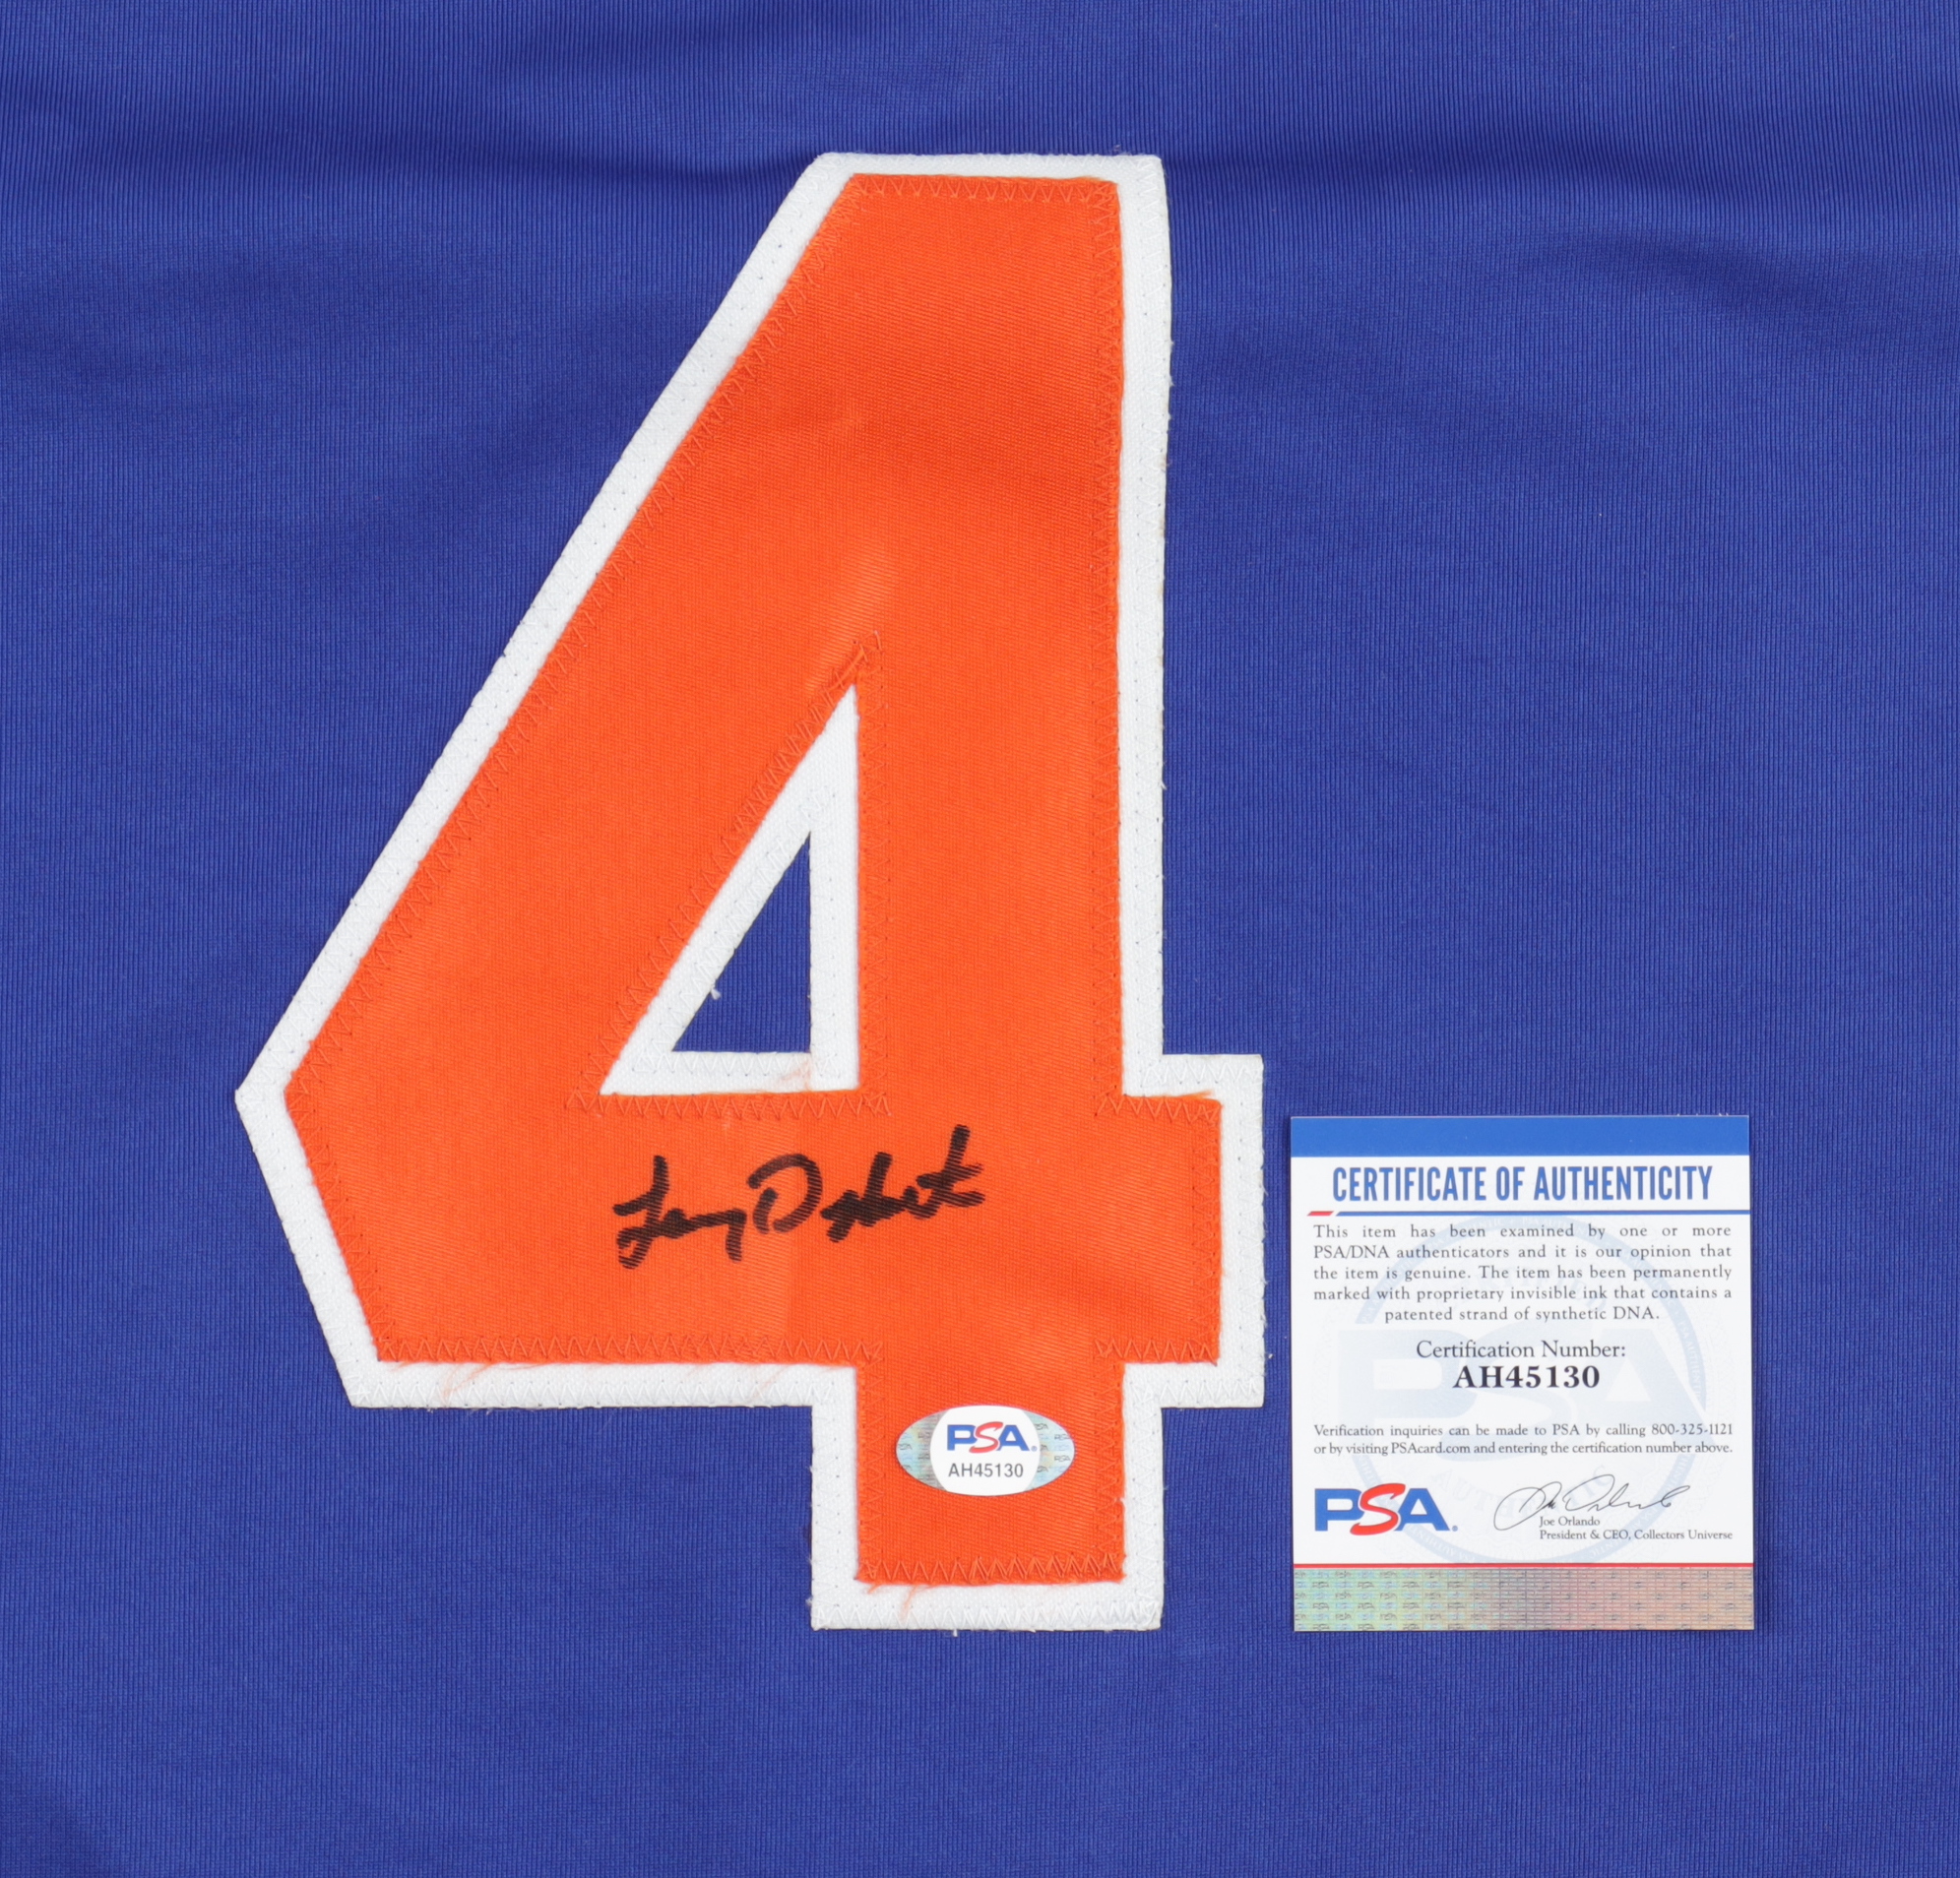 4
PSA.
AH45130
CERTIFICATE OF AUTHENTICITY
This item has been examined by one or more
PSA/DNA authenticators and it is our opinion that
the item is genuine. The item has been permanently
marked with proprietary invisible ink that contains a
patented strand of synthetic DNA.
Certification Number:
AH45130
Verification inquiries can be made to PSA by calling 800-325-1121
or by visiting PSAcard.com and entering the certification number above.
PSA.
Joe Orlando
President & CEO, Collectors Universe